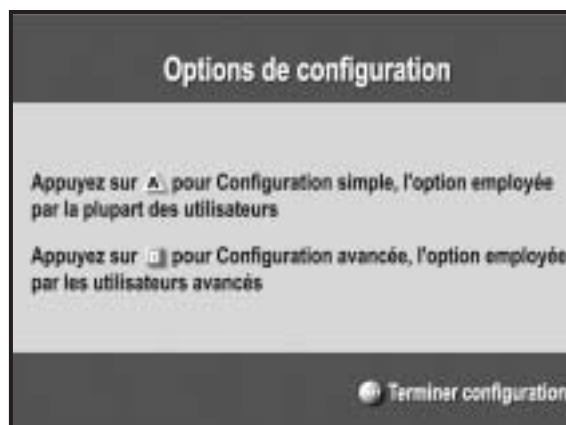 Options de configuration
Appuyez sur A pour Configuration simple, l'option employée
par la plupart des utilisateurs
Appuyez sur pour Configuration avancée, l'option employée
par les utilisateurs avancés
Terminer configuration